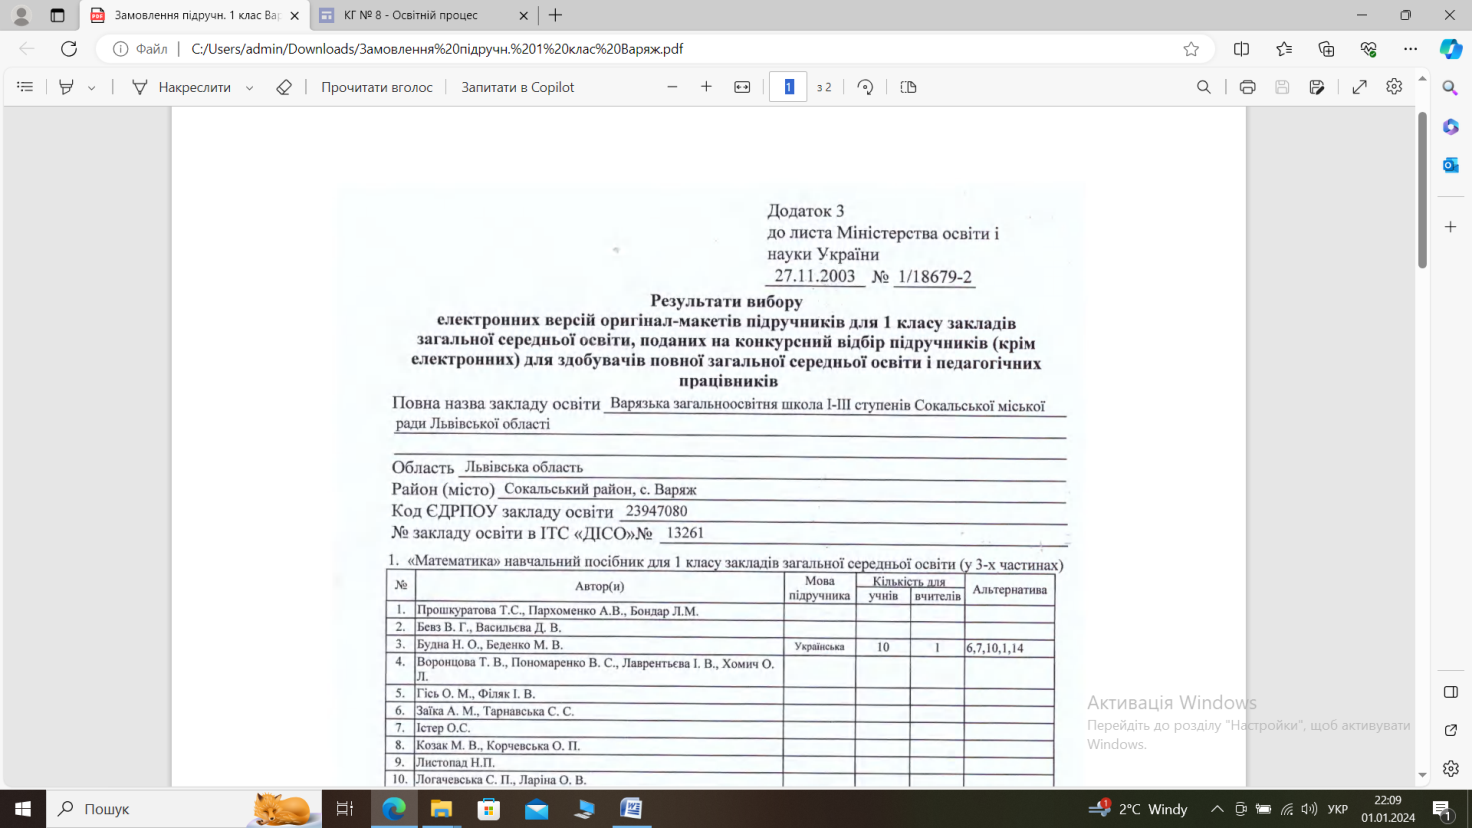 Замовлення підручн. 1 клас Вар
КГ № 8 - Освітній процес
Файл
C:/Users/admin/Downloads/Замовлення%20підручн.%201%20клас%20Варяж.pdf
Накреслити
Прочитати вголос
Запитати в Copilot
1
з 2
Додаток 3
до листа Міністерства освіти і
науки України
27.11.2003 № 1/18679-2
Результати вибору
електронних версій оригінал-макетів підручників для 1 класу закладів
загальної середньої освіти, поданих на конкурсний відбір підручників (крім
електронних) для здобувачів повної загальної середньої освіти і педагогічних
працівників
Повна назва закладу освіти Варязька загальноосвітня школа І-ІІІ ступенів Сокальської міської
ради Львівської області
Область Львівська область
Район (місто) Сокальський район, с. Варяж
Код ЄДРПОУ закладу освіти 23947080
№ закладу освіти в ІТС «ДІСО»№ 13261
1. «Математика» навчальний посібник для 1 класу закладів загальної середньої освіти (у 3-х частинах)
№ Автор(и) Мова підручника Кількість для учнів вчителів Альтернатива
1. Прошкуратова Т.С., Пархоменко А.В., Бондар Л.М.
2. Бевз В. Г., Васильєва Д. В.
3. Будна Н. О., Беденко М. В. Українська 10 1 6,7,10,1,14
4. Воронцова Т. В., Пономаренко В. С., Лаврентьєва І. В., Хомич О.
Л.
5. Гісь О. М., Філяк І. В.
6. Заїка А. М., Тарнавська С. С.
7. Істер О.С.
8. Козак М. В., Корчевська О. П.
9. Листопад Н.П.
10. Логачевська С. П., Ларіна О. В.
Активація Windows
Перейдіть до розділу "Настройки", щоб активувати
Windows.
Пошук
2°C Windy
УКР
22:09
01.01.2024
1